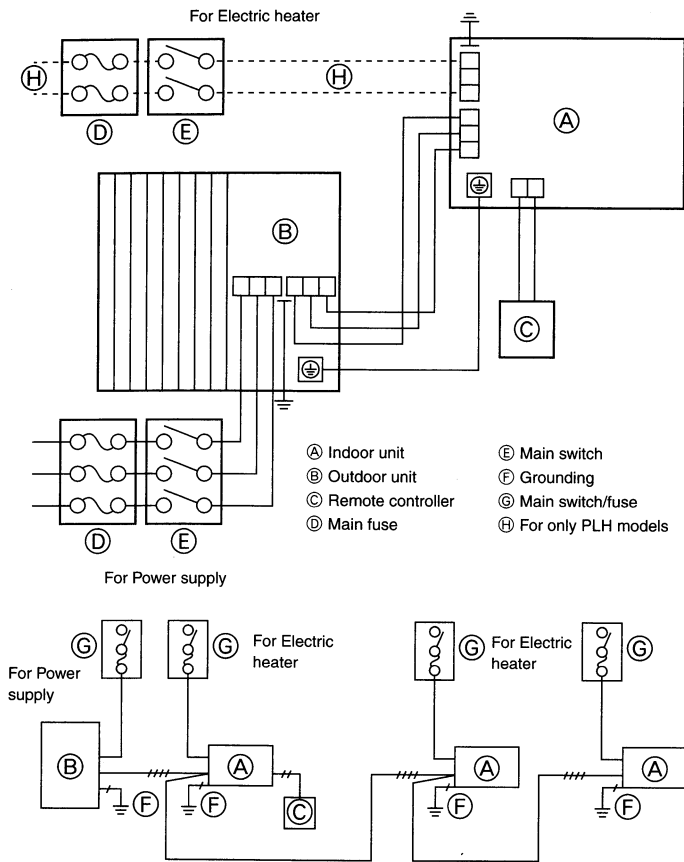 For Electric heater
Ⓗ
Ⓗ
Ⓓ
Ⓔ
Ⓐ
Ⓑ
Ⓒ
Ⓐ Indoor unit
Ⓑ Outdoor unit
Ⓒ Remote controller
Ⓓ Main fuse
Ⓔ Main switch
Ⓕ Grounding
Ⓖ Main switch/fuse
Ⓗ For only PLH models
Ⓓ
Ⓔ
For Power supply
Ⓖ
Ⓖ
For Electric
heater
Ⓖ
For Electric
heater
Ⓖ
For Power
supply
Ⓑ
Ⓐ
Ⓐ
Ⓐ
Ⓕ
Ⓕ
Ⓒ
Ⓕ
Ⓕ